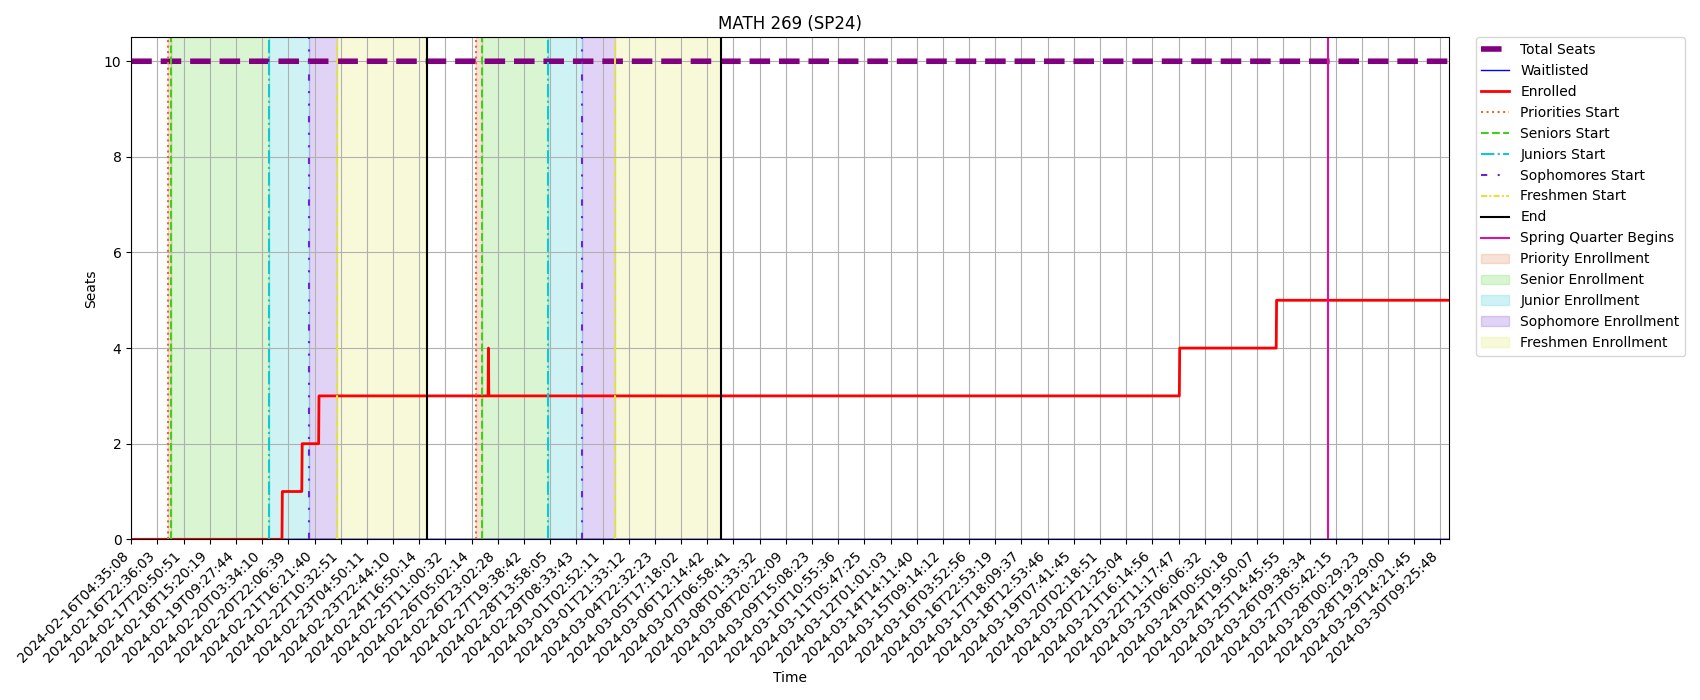 MATH 269 (SP24)
10
8
6
4
2
0
Seats
2024-02-16T04:35:08
2024-02-16T22:36:03
2024-02-17T20:50:51
2024-02-18T15:20:19
2024-02-19T09:27:44
2024-02-20T03:34:10
2024-02-20T22:06:39
2024-02-21T16:21:40
2024-02-22T10:32:51
2024-02-23T04:50:11
2024-02-23T22:44:10
2024-02-24T16:50:14
2024-02-25T11:00:32
2024-02-26T05:02:14
2024-02-26T23:02:28
2024-02-27T19:38:42
2024-02-28T13:58:05
2024-02-29T08:33:43
2024-03-01T02:52:11
2024-03-01T21:33:12
2024-03-04T22:32:23
2024-03-05T17:18:02
2024-03-06T12:14:42
2024-03-07T06:58:41
2024-03-08T01:33:32
2024-03-08T20:22:09
2024-03-09T15:08:23
2024-03-10T10:55:36
2024-03-11T05:47:25
2024-03-12T01:01:03
2024-03-14T14:11:40
2024-03-15T09:14:12
2024-03-16T03:52:56
2024-03-16T22:53:19
2024-03-17T18:09:37
2024-03-18T12:53:46
2024-03-19T07:41:45
2024-03-20T02:18:51
2024-03-20T21:25:04
2024-03-21T16:14:56
2024-03-22T11:17:47
2024-03-23T06:06:32
2024-03-24T00:50:18
2024-03-24T19:50:07
2024-03-25T14:45:55
2024-03-26T09:38:34
2024-03-27T05:42:15
2024-03-28T00:29:23
2024-03-28T19:29:00
2024-03-29T14:21:45
2024-03-30T09:25:48
Time
Total Seats
Waitlisted
Enrolled
Priorities Start
Seniors Start
Juniors Start
Sophomores Start
Freshmen Start
End
Spring Quarter Begins
Priority Enrollment
Senior Enrollment
Junior Enrollment
Sophomore Enrollment
Freshmen Enrollment